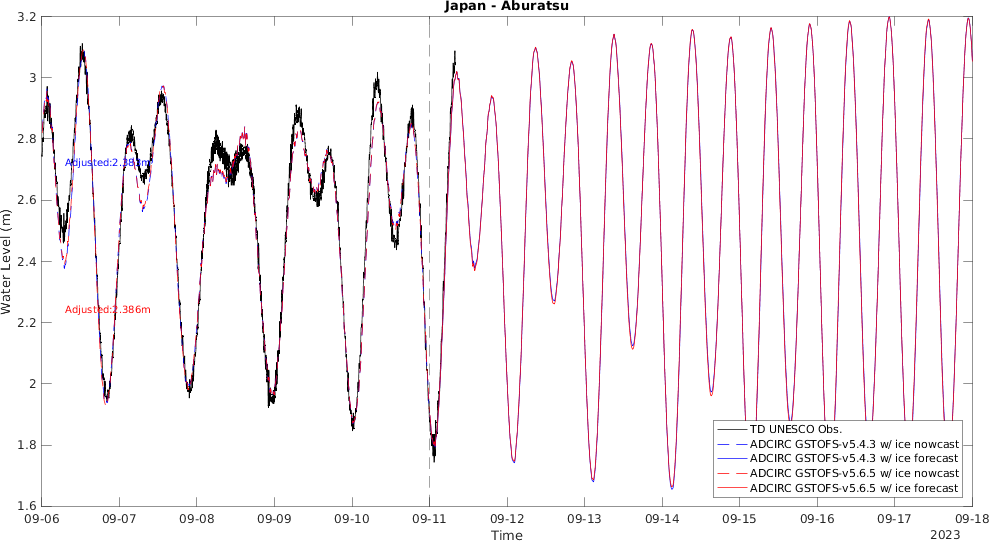 Japan - Aburatsu
3.2
3
2.8
2.6
2.4
2.2
2
1.8
1.6
Water Level (m)
Adjusted:2.383m
Adjusted:2.386m
TD UNESCO Obs.
ADCIRC GSTOFS-v5.4.3 w/ ice nowcast
ADCIRC GSTOFS-v5.4.3 w/ ice forecast
ADCIRC GSTOFS-v5.6.5 w/ ice nowcast
ADCIRC GSTOFS-v5.6.5 w/ ice forecast
09-06 09-07 09-08 09-09 09-10 09-11 09-12 09-13 09-14 09-15 09-16 09-17 09-18
Time
2023